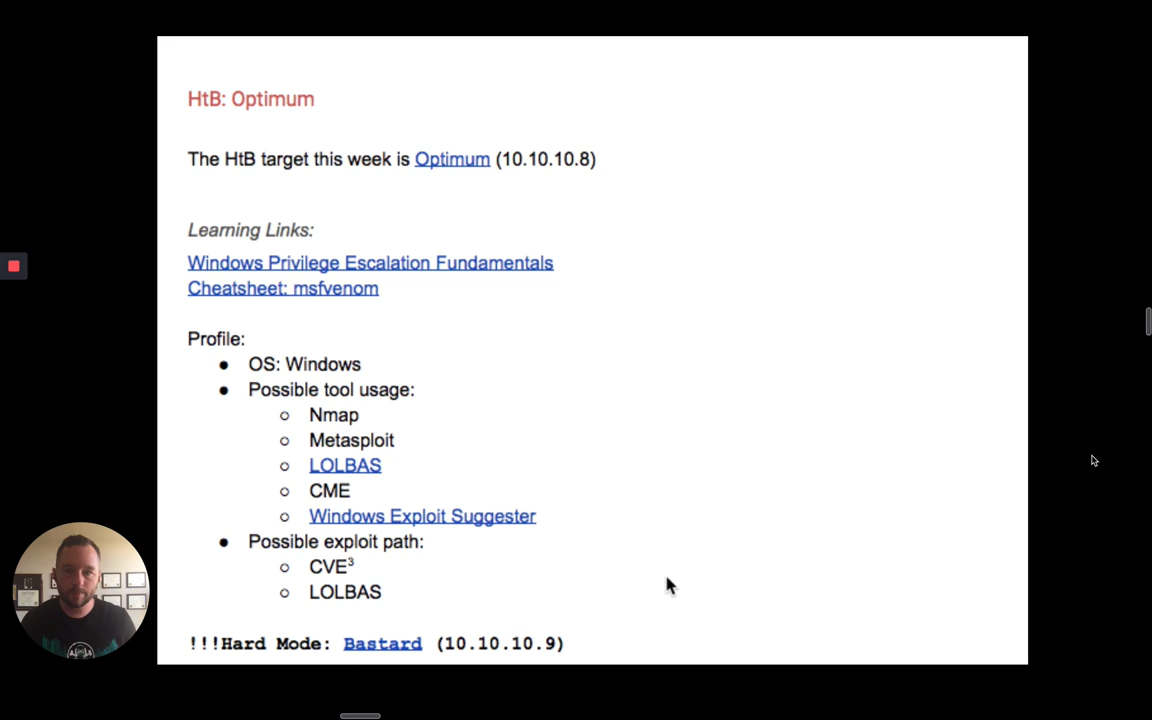 HtB: Optimum
The HtB target this week is Optimum (10.10.10.8)
Learning Links:
Windows Privilege Escalation Fundamentals
Cheatsheet: msfvenom
Profile:
● OS: Windows
● Possible tool usage:
○ Nmap
○ Metasploit
○ LOLBAS
○ CME
○ Windows Exploit Suggester
● Possible exploit path:
○ CVE³
○ LOLBAS
!!!Hard Mode: Bastard (10.10.10.9)